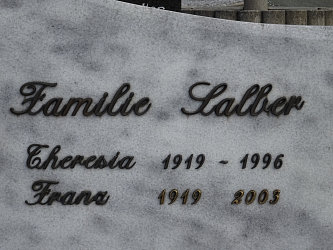 Familie Salber
Theresia 1919 - 1996
Franz 1919 2003